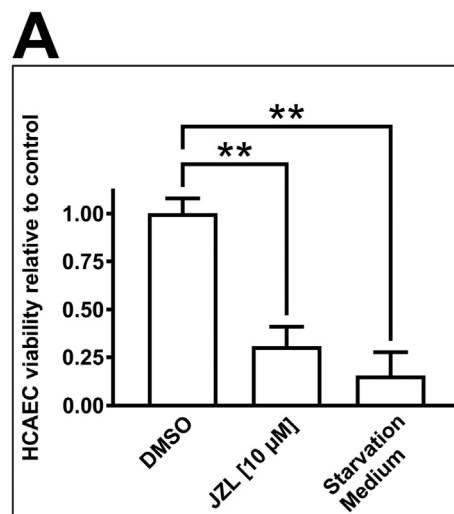 A
HCAEC viability relative to control
**
**
1.00
0.75
0.50
0.25
0.00
DMSO
JZL [10 µM]
Starvation
Medium